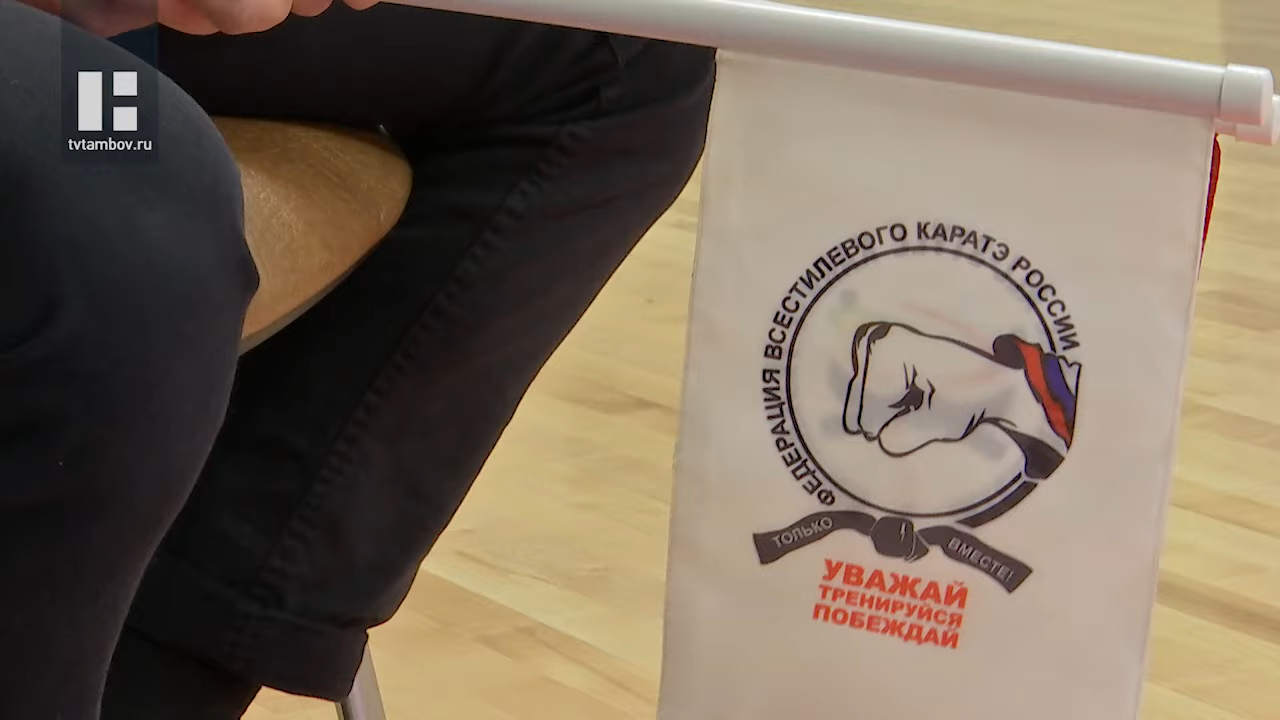 tvtambov.ru
ФЕДЕРАЦИЯ ВСЕСТИЛЕВОГО КАРАТЭ РОССИИ
ТОЛЬКО ВМЕСТЕ!
УВАЖАЙ
ТРЕНИРУЙСЯ
ПОБЕЖДАЙ